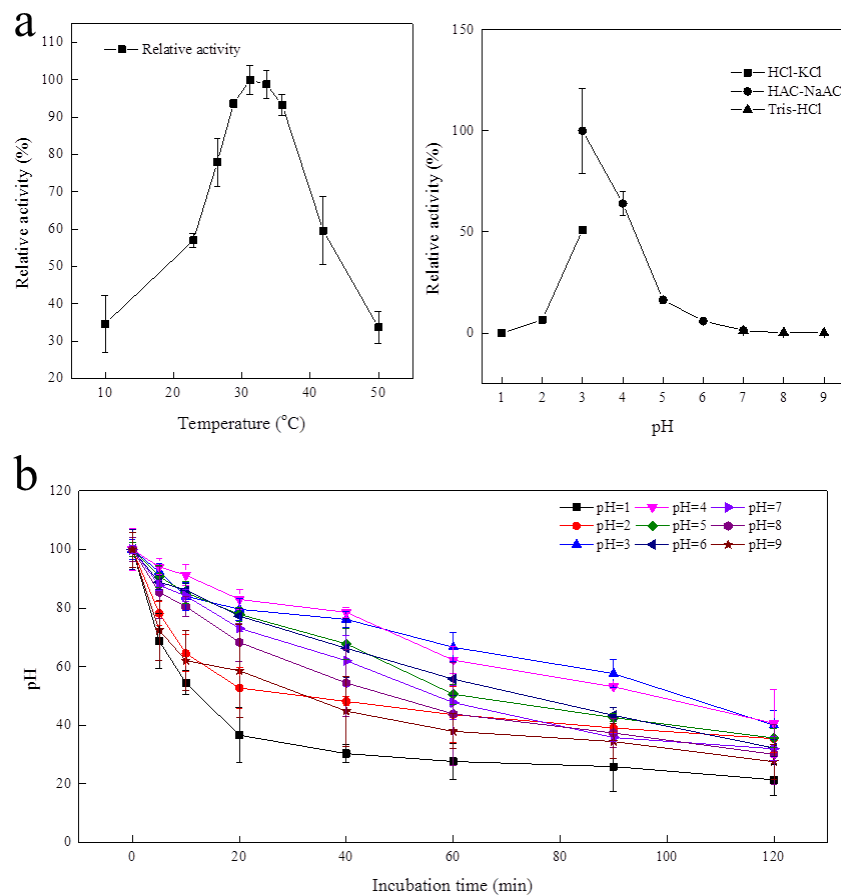 a
110
100
90
80
70
60
50
40
30
20
10 20 30 40 50
Relative activity (%)
Temperature (°C)
Relative activity
150
100
50
0
1 2 3 4 5 6 7 8 9
Relative activity (%)
pH
HCl-KCl
HAC-NaAC
Tris-HCl
b
120
100
80
60
40
20
0
0 20 40 60 80 100 120
pH
Incubation time (min)
pH=1 pH=4 pH=7
pH=2 pH=5 pH=8
pH=3 pH=6 pH=9